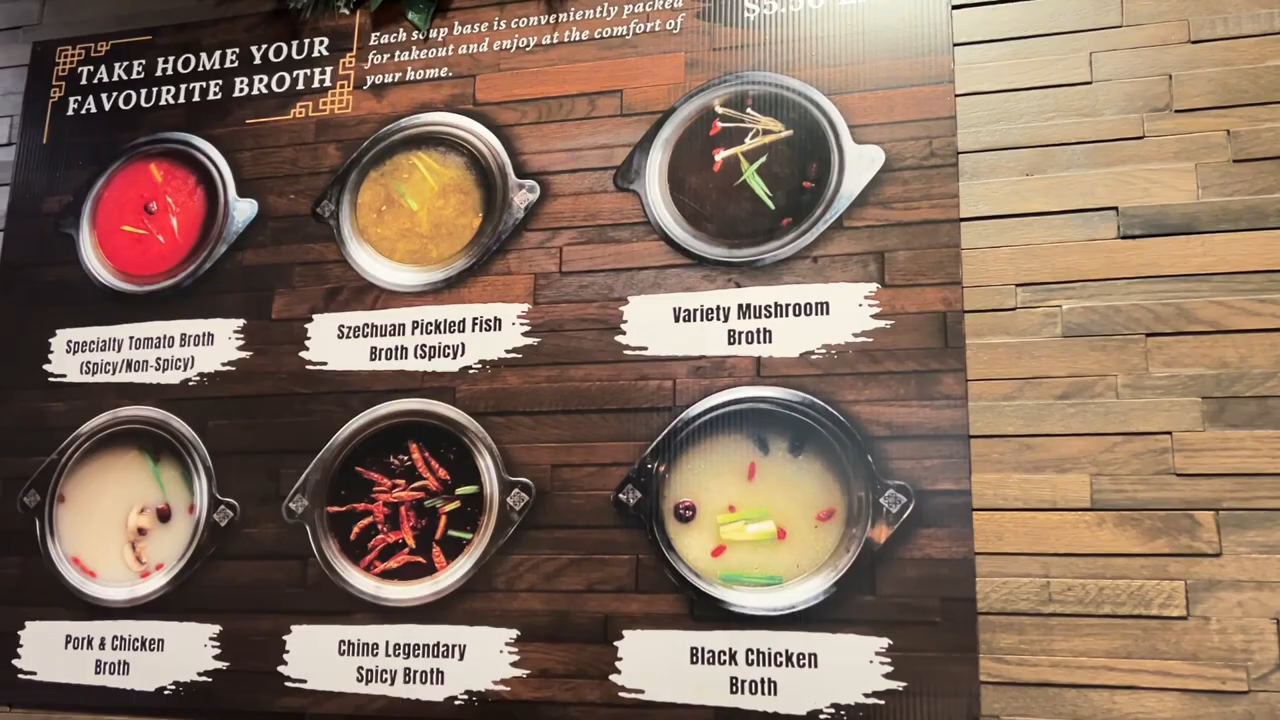 TAKE HOME YOUR
FAVOURITE BROTH
Each soup base is conveniently packed
for takeout and enjoy at the comfort of
your home.
Specialty Tomato Broth
(Spicy/Non-Spicy)
SzeChuan Pickled Fish
Broth (Spicy)
Variety Mushroom
Broth
Pork & Chicken
Broth
Chine Legendary
Spicy Broth
Black Chicken
Broth